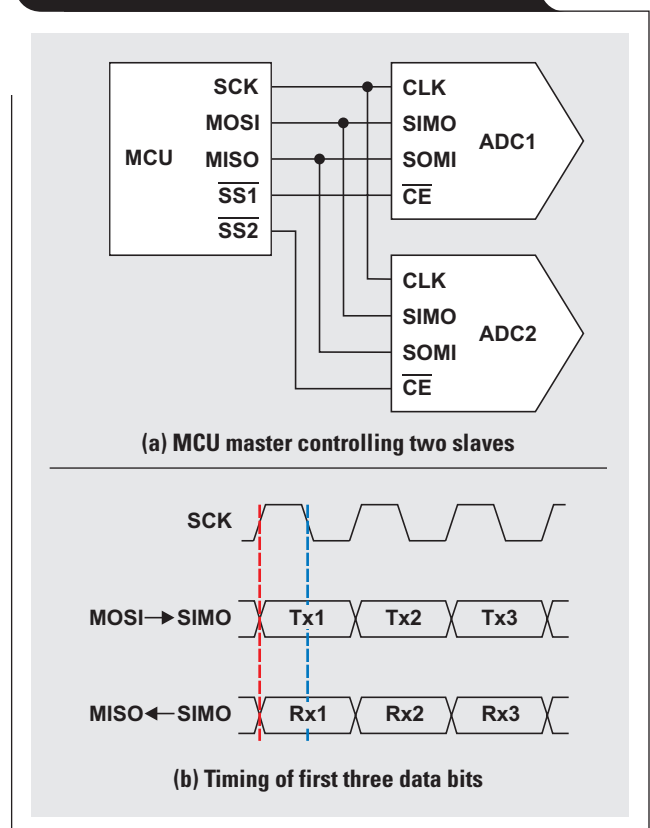 SCK
MOSI
MCU
MISO
SS1
SS2
CLK
SIMO
ADC1
SOMI
CE
CLK
SIMO
ADC2
SOMI
CE
(a) MCU master controlling two slaves
SCK
MOSI→SIMO Tx1 Tx2 Tx3
MISO←SIMO Rx1 Rx2 Rx3
(b) Timing of first three data bits